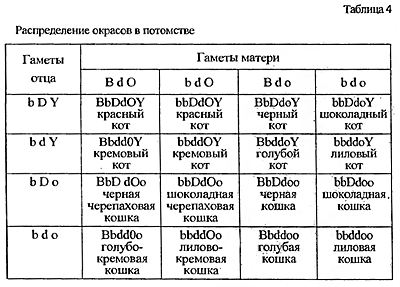 Таблица 4
Распределение окрасов в потомстве
Гаметы отца Гаметы матери
B d O b d O B d o b d o
b D Y BbDdOY красный кот bbDdOY красный кот BbDdoY черный кот bbDdoY шоколадный кот
b d Y Bbdd0Y кремовый кот bbddOY кремовый кот BbddoY голубой кот bbddoY лиловый кот
b D o BbD dOo черная черепаховая кошка bbDdOo шоколадная черепаховая кошка BbDdoo черная кошка bbDdoo шоколадная кошка
b d o Bbdd0o голубо-кремовая кошка bbddOo лилово-кремовая кошка Bbddoo голубая кошка bbddoo лиловая кошка